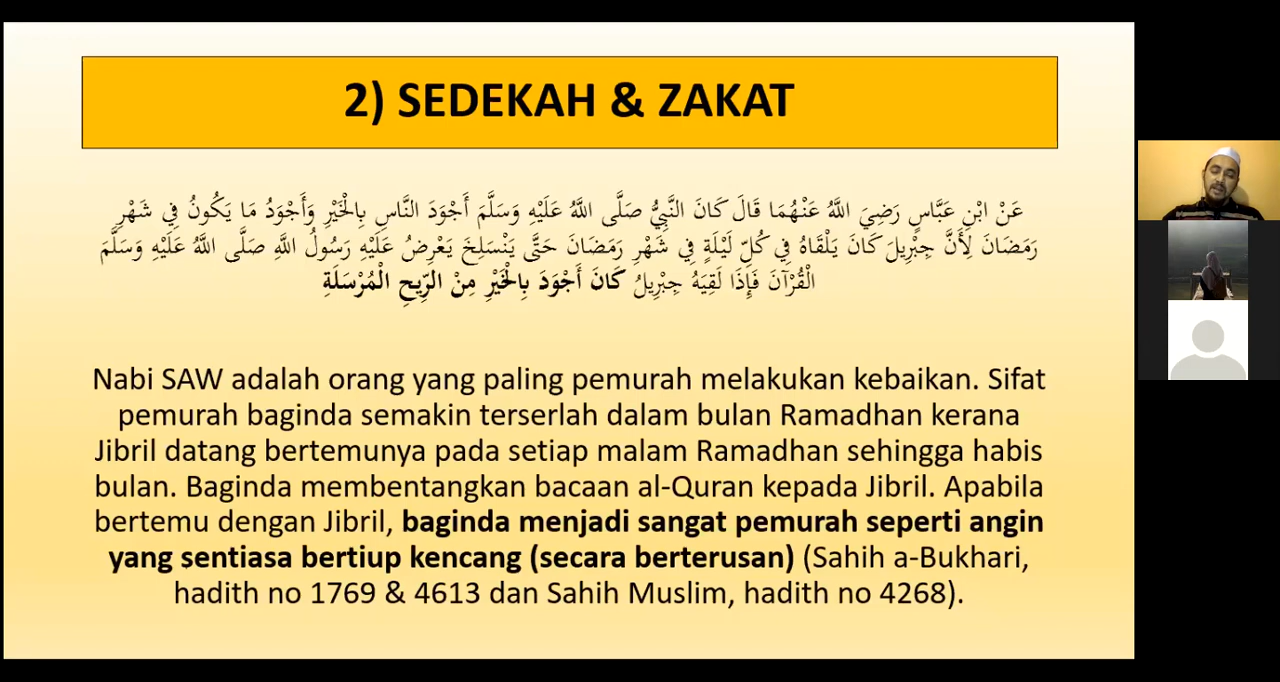 2) SEDEKAH & ZAKAT
عَنْ ابْنِ عَبَّاسٍ رَضِيَ اللَّهُ عَنْهُمَا قَالَ كَانَ النَّبِيُّ صَلَّى اللَّهُ عَلَيْهِ وَسَلَّمَ أَجْوَدَ النَّاسِ بِالْخَيْرِ وَأَجْوَدُ مَا يَكُونُ فِي شَهْرِ
رَمَضَانَ لِأَنَّ جِبْرِيلَ كَانَ يَلْقَاهُ فِي كُلِّ لَيْلَةٍ فِي شَهْرِ رَمَضَانَ حَتَّى يَنْسَلِخَ يَعْرِضُ عَلَيْهِ رَسُولُ اللَّهِ صَلَّى اللَّهُ عَلَيْهِ وَسَلَّمَ
الْقُرْآنَ فَإِذَا لَقِيَهُ جِبْرِيلُ كَانَ أَجْوَدَ بِالْخَيْرِ مِنْ الرِّيحِ الْمُرْسَلَةِ
Nabi SAW adalah orang yang paling pemurah melakukan kebaikan. Sifat
pemurah baginda semakin terserlah dalam bulan Ramadhan kerana
Jibril datang bertemunya pada setiap malam Ramadhan sehingga habis
bulan. Baginda membentangkan bacaan al-Quran kepada Jibril. Apabila
bertemu dengan Jibril, baginda menjadi sangat pemurah seperti angin
yang sentiasa bertiup kencang (secara berterusan) (Sahih a-Bukhari,
hadith no 1769 & 4613 dan Sahih Muslim, hadith no 4268).